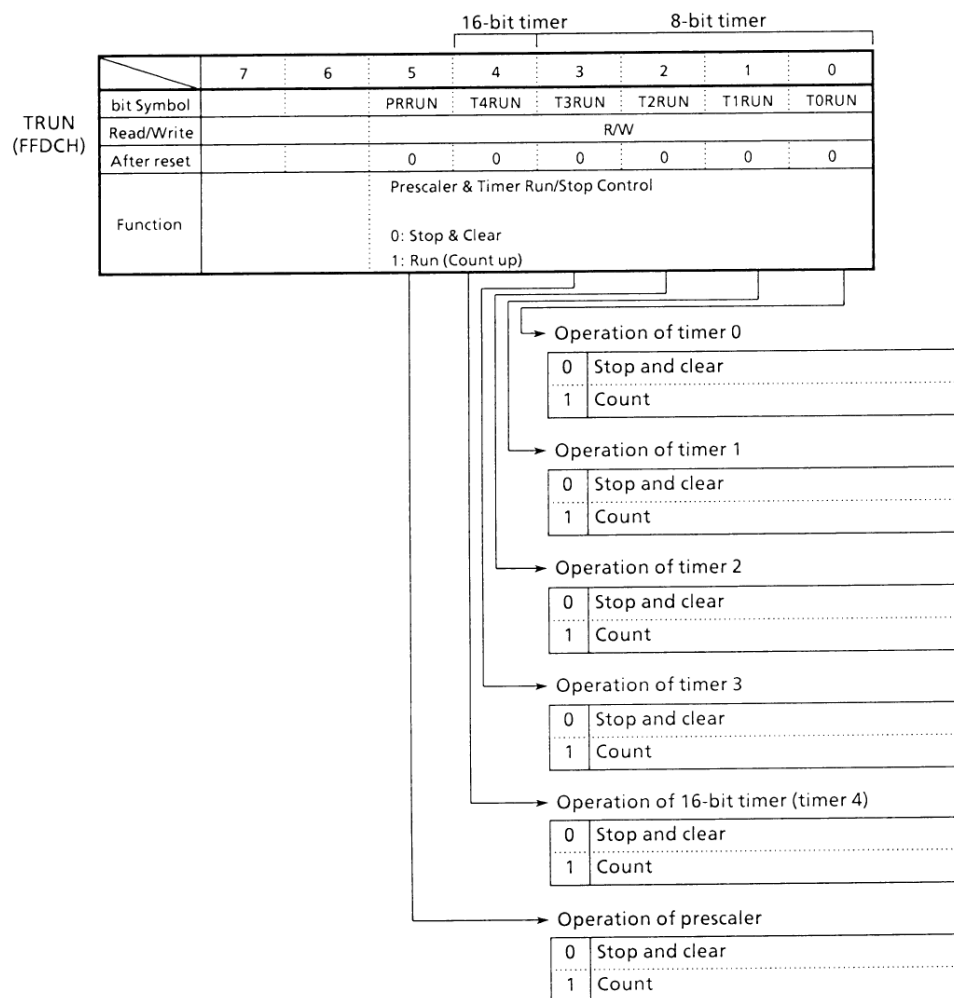 16-bit timer 8-bit timer
7 6 5 4 3 2 1 0
bit Symbol PRRUN T4RUN T3RUN T2RUN T1RUN T0RUN
TRUN
(FFDCH)
Read/Write R/W
After reset 0 0 0 0 0 0
Function Prescaler & Timer Run/Stop Control
0: Stop & Clear
1: Run (Count up)
Operation of timer 0
0 Stop and clear
1 Count
Operation of timer 1
0 Stop and clear
1 Count
Operation of timer 2
0 Stop and clear
1 Count
Operation of timer 3
0 Stop and clear
1 Count
Operation of 16-bit timer (timer 4)
0 Stop and clear
1 Count
Operation of prescaler
0 Stop and clear
1 Count